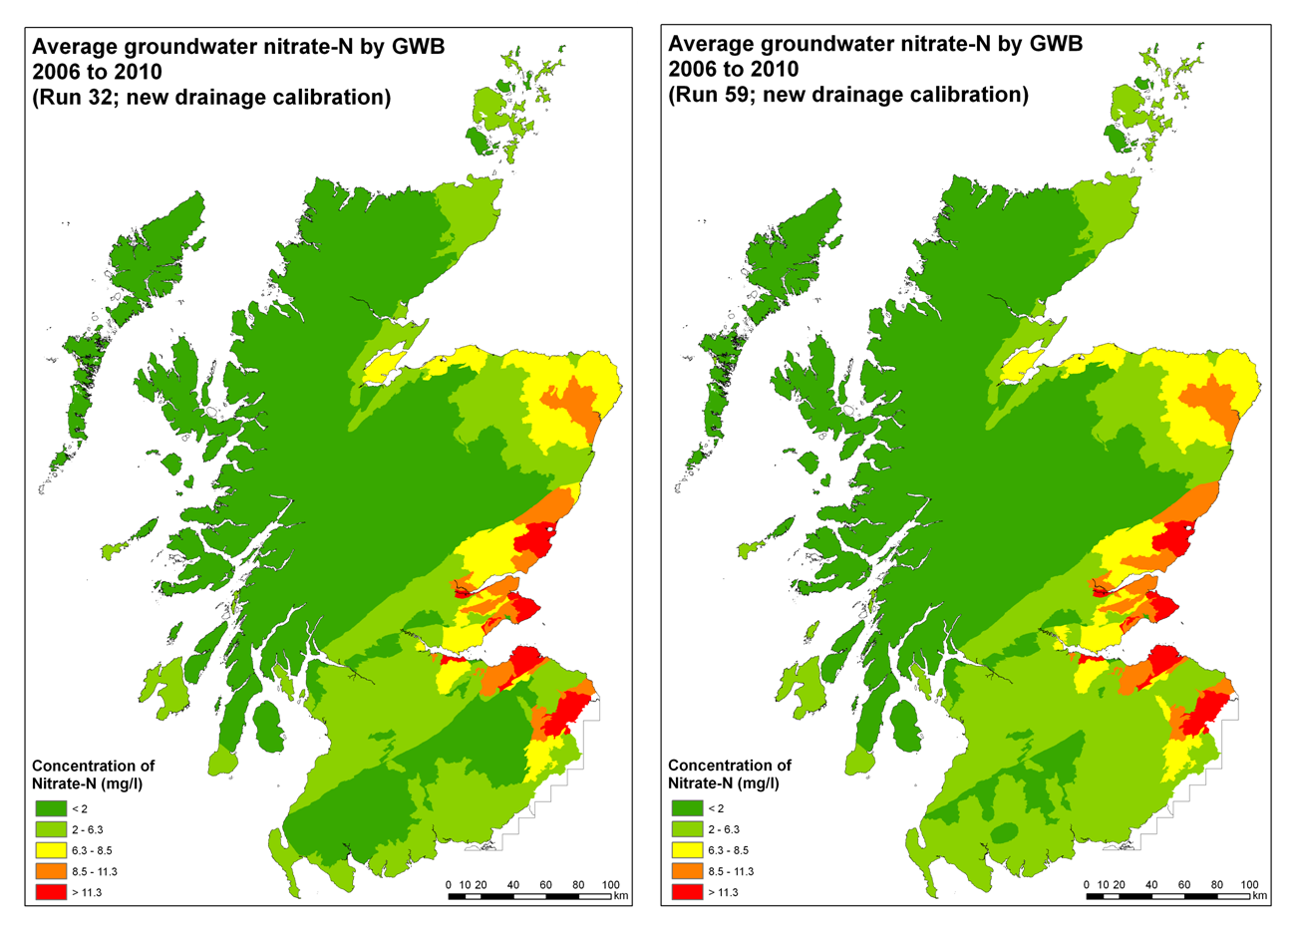 Average groundwater nitrate-N by GWB
2006 to 2010
(Run 32; new drainage calibration)
Concentration of
Nitrate-N (mg/l)
< 2
2 - 6.3
6.3 - 8.5
8.5 - 11.3
> 11.3
0 10 20 40 60 80 100
km
Average groundwater nitrate-N by GWB
2006 to 2010
(Run 59; new drainage calibration)
Concentration of
Nitrate-N (mg/l)
< 2
2 - 6.3
6.3 - 8.5
8.5 - 11.3
> 11.3
0 10 20 40 60 80 100
km